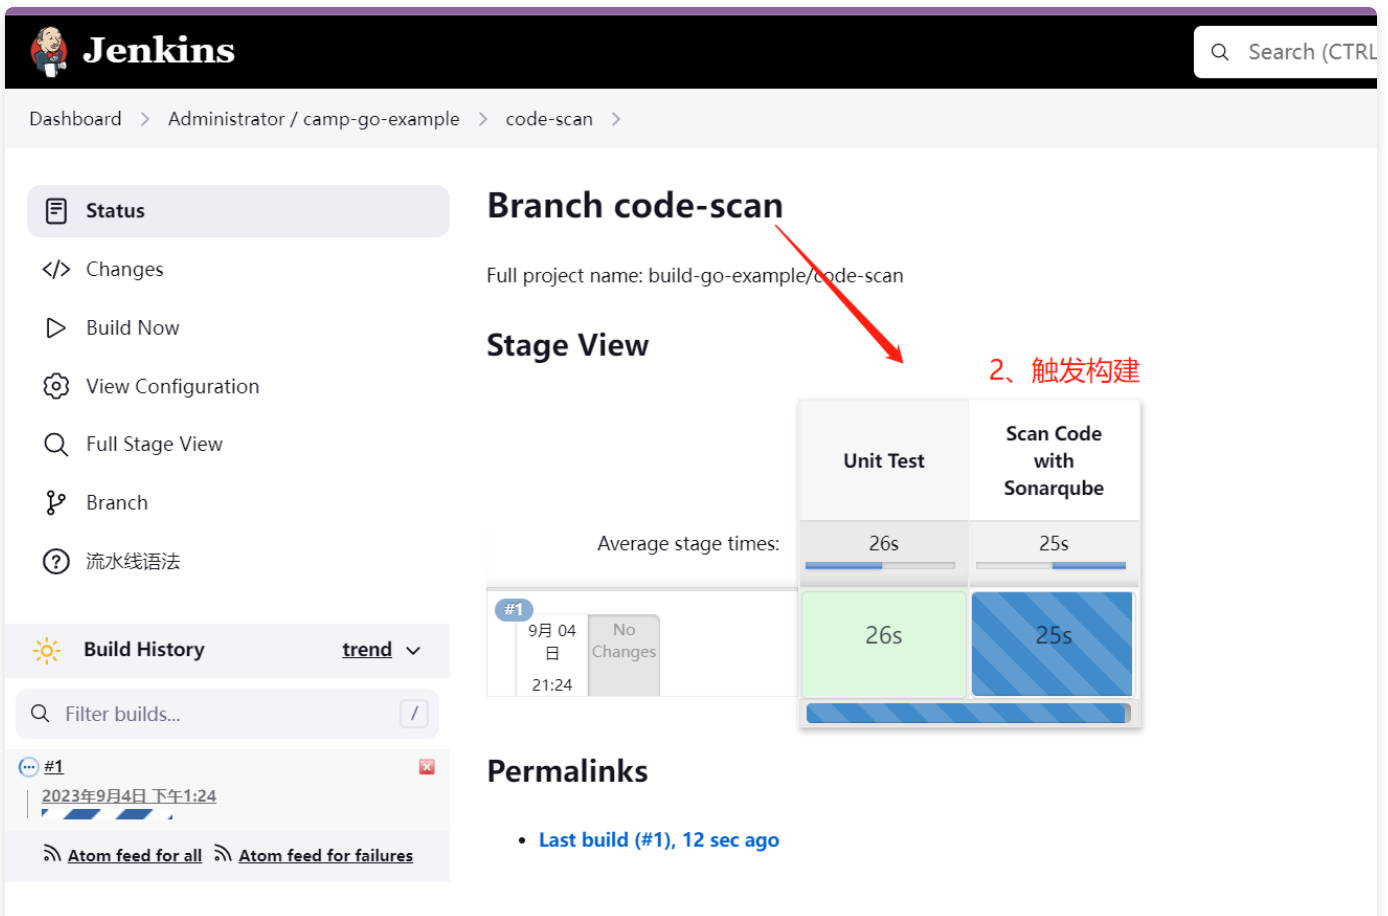 Jenkins
Search (CTRL
Dashboard
Administrator / camp-go-example
code-scan
Status
Changes
Build Now
View Configuration
Full Stage View
Branch
流水线语法
Build History
trend
Filter builds...
/
#1
2023年9月4日 下午1:24
Atom feed for all
Atom feed for failures
Branch code-scan
Full project name: build-go-example/code-scan
Stage View
2、触发构建
Unit Test
Scan Code
with
Sonarqube
Average stage times:
26s
25s
#1
9月 04
日
21:24
No
Changes
26s
25s
Permalinks
Last build (#1), 12 sec ago